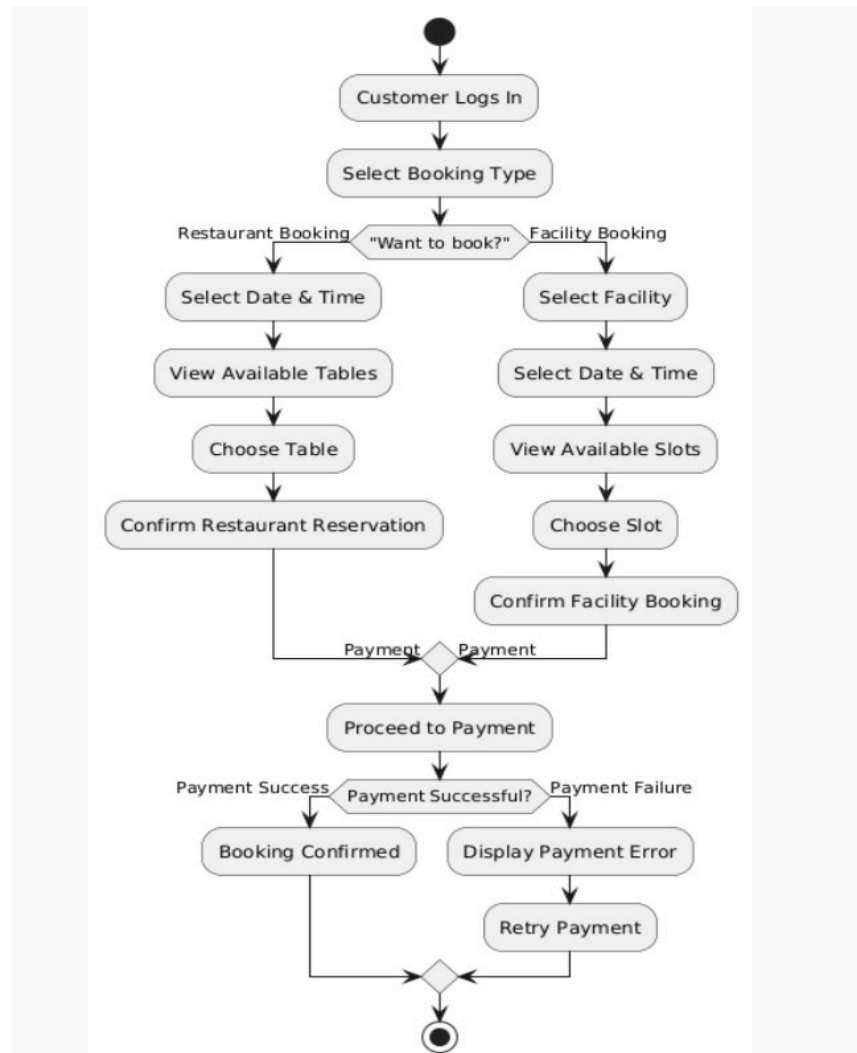 Customer Logs In
Select Booking Type
Restaurant Booking
"Want to book?"
Facility Booking
Select Date & Time
View Available Tables
Choose Table
Confirm Restaurant Reservation
Select Facility
Select Date & Time
View Available Slots
Choose Slot
Confirm Facility Booking
Payment
Payment
Proceed to Payment
Payment Success
Payment Successful?
Payment Failure
Booking Confirmed
Display Payment Error
Retry Payment